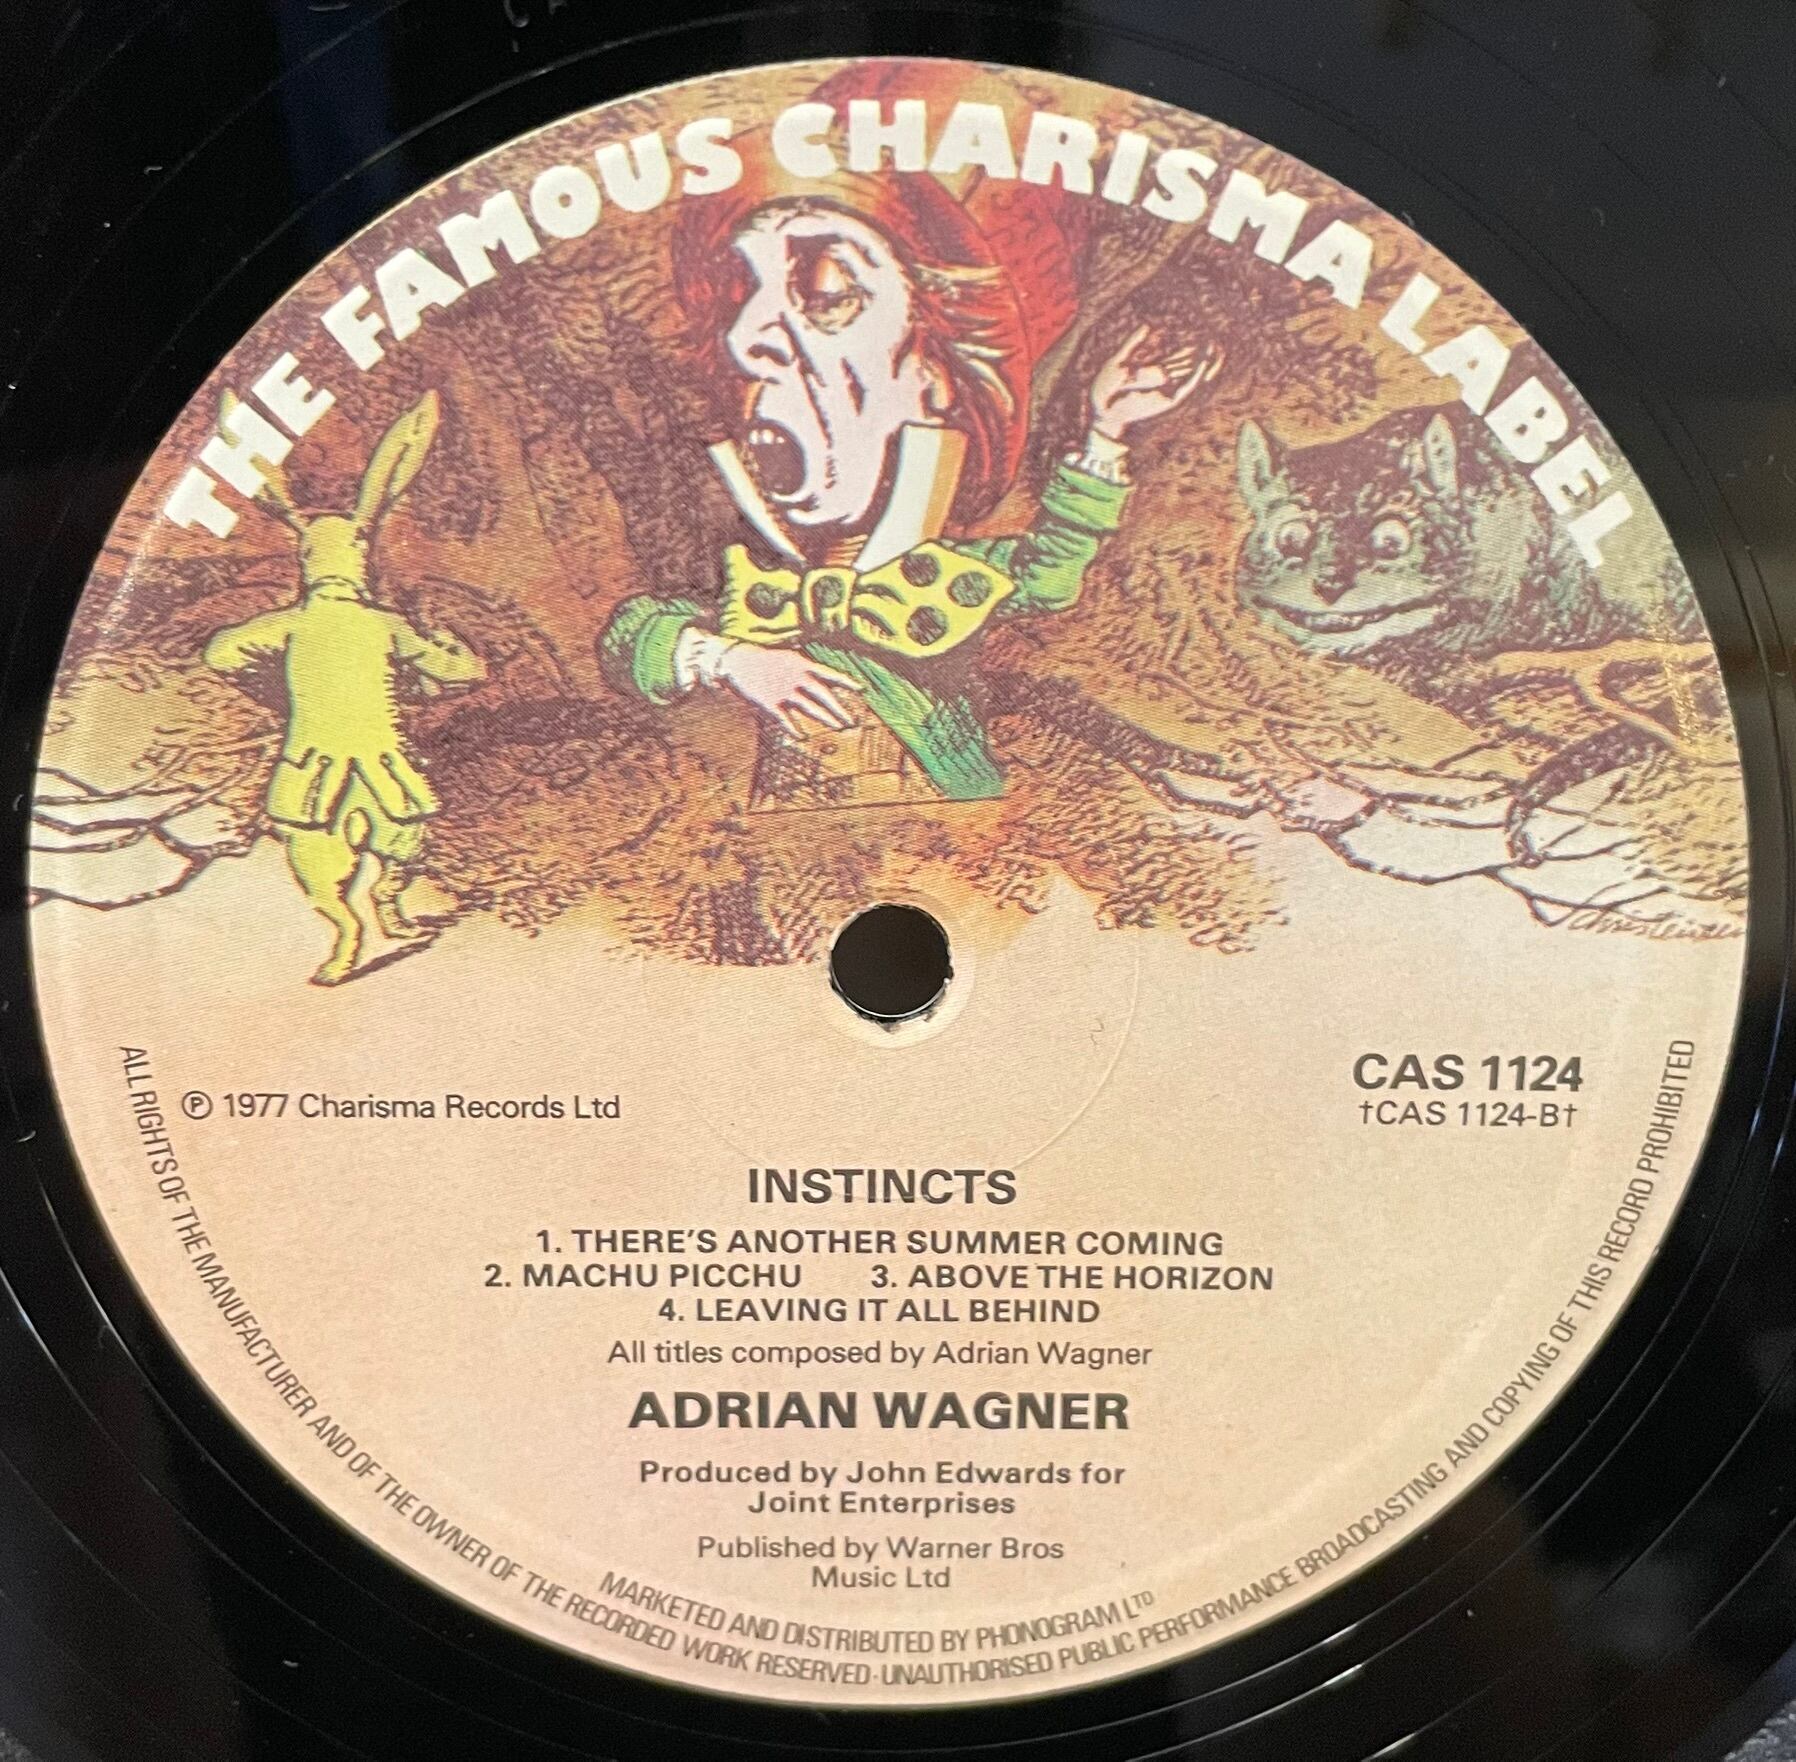 THE FAMOUS CHARISMA LABEL
Ⓟ 1977 Charisma Records Ltd
CAS 1124
†CAS 1124-B†
INSTINCTS
1. THERE'S ANOTHER SUMMER COMING
2. MACHU PICCHU 3. ABOVE THE HORIZON
4. LEAVING IT ALL BEHIND
All titles composed by Adrian Wagner
ADRIAN WAGNER
Produced by John Edwards for
Joint Enterprises
Published by Warner Bros
Music Ltd
MARKETED AND DISTRIBUTED BY PHONOGRAM LTD
ALL RIGHTS OF THE MANUFACTURER AND OF THE OWNER OF THE RECORDED WORK RESERVED·UNAUTHORISED PUBLIC PERFORMANCE BROADCASTING AND COPYING OF THIS RECORD PROHIBITED